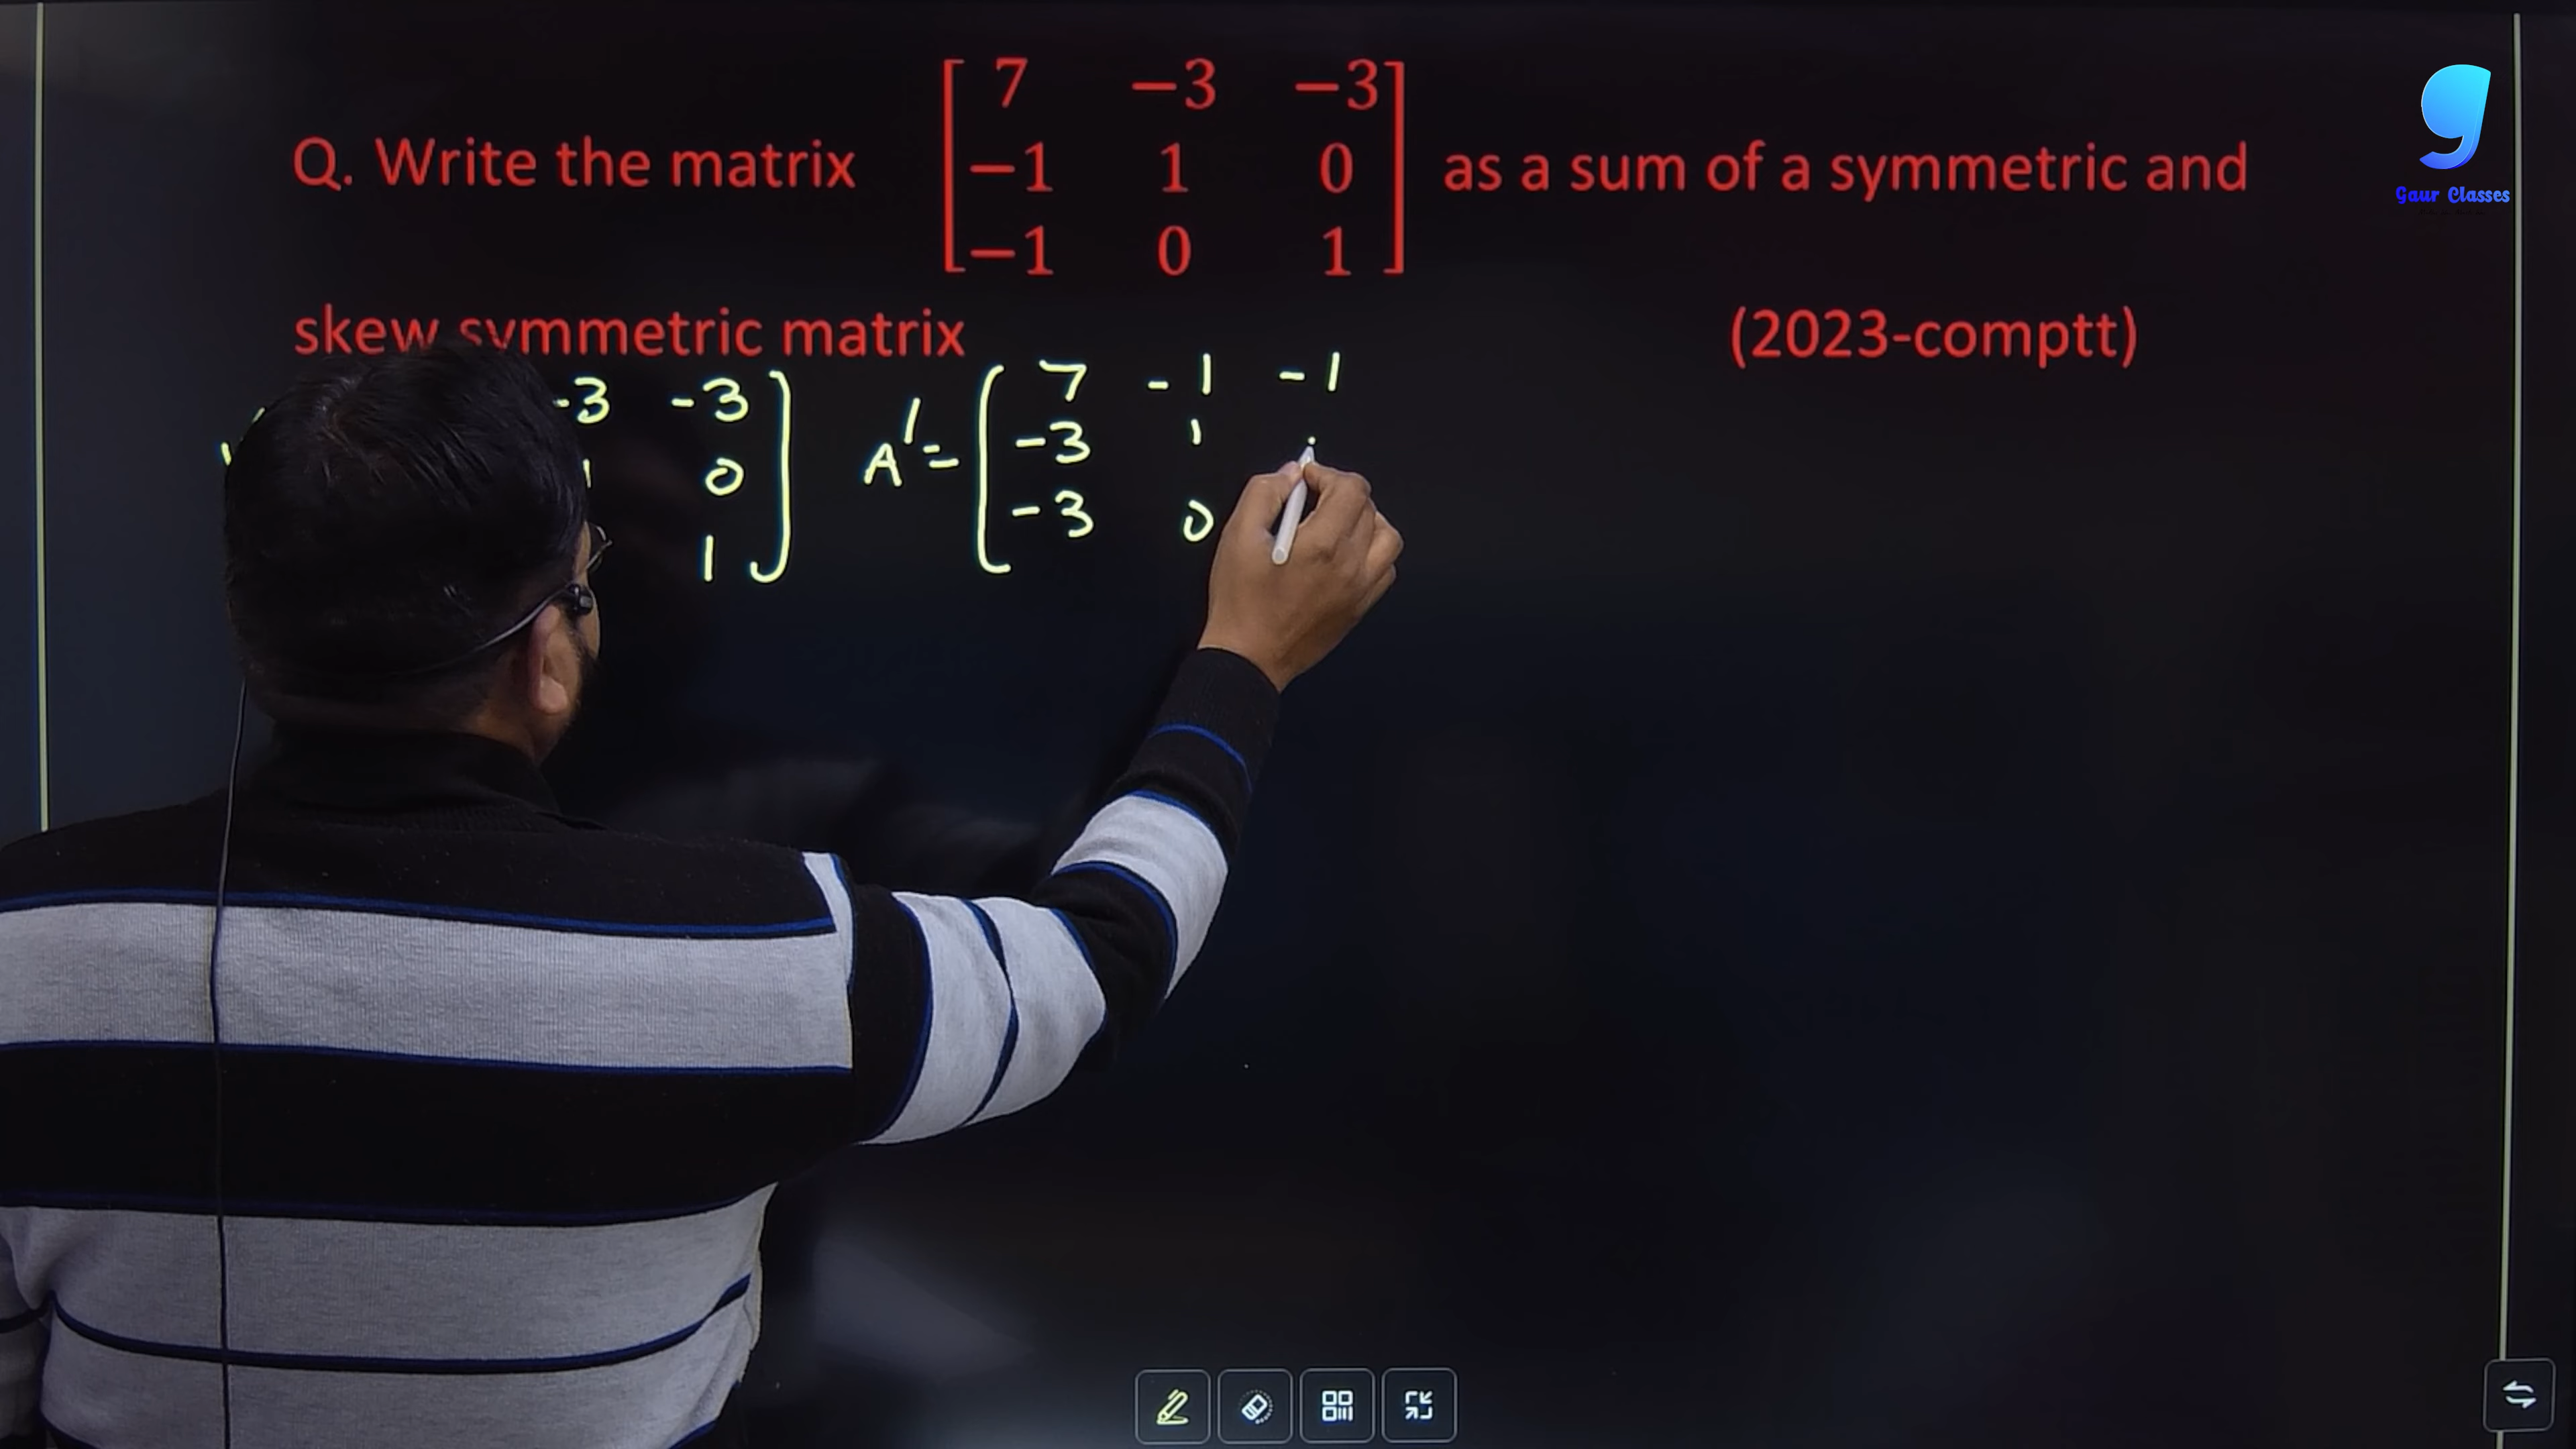 7 −3 −3
Q. Write the matrix −1 1 0 as a sum of a symmetric and
−1 0 1
skew symmetric matrix (2023-comptt)
Gaur Classes
-3 -3
1 0
1
A' =
7 -1 -1
-3 1
-3 0